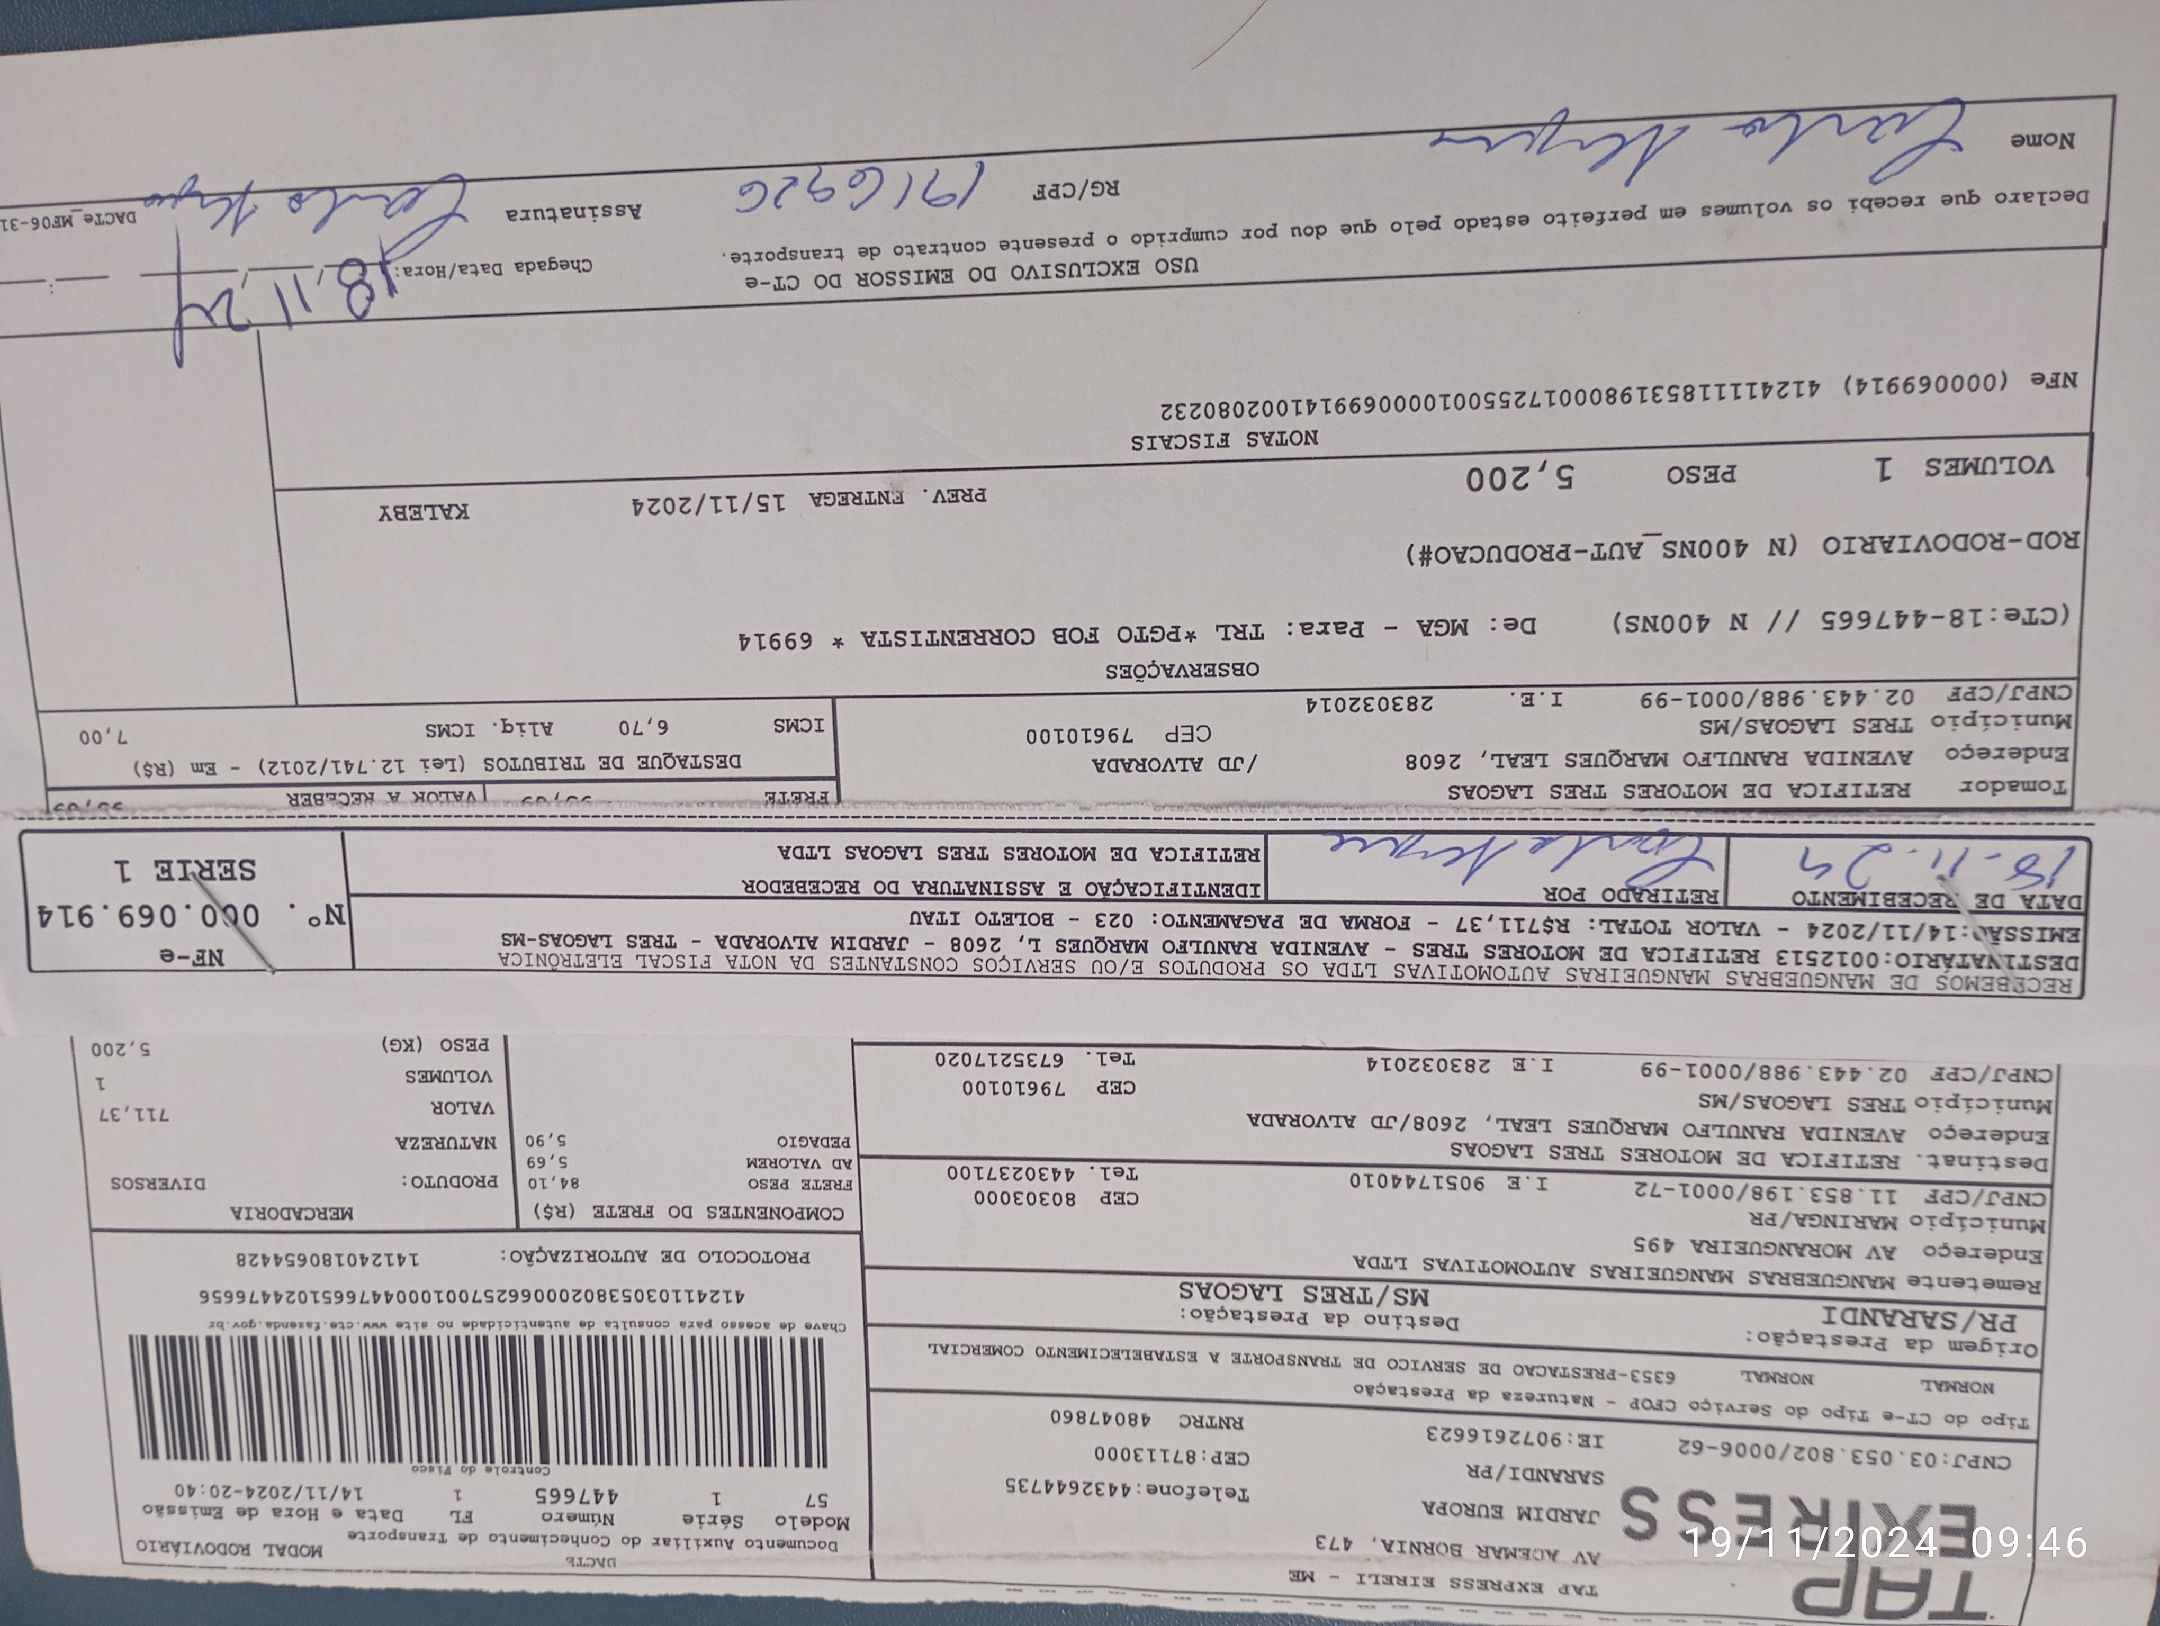 TAP EXPRESS
TAP EXPRESS EIRELI - ME
AV ACEMAR BORNIA, 473
JARDIM EUROPA Telefone:4432644735
SARANDI/PR CEP:87113000
CNPJ:03.053.802/0006-62 IE:9072616623 RNTRC 48047860
DACTE
Documento Auxiliar do Conhecimento de Transporte MODAL RODOVIÁRIO
Modelo Série Número FL Data e Hora de Emissão
57 1 447665 1 14/11/2024-20:40
Controle do Fisco
Chave de acesso para consulta de autenticidade no site www.cte.fazenda.gov.br
41241103053802000662570010004476651024476656
PROTOCOLO DE AUTORIZAÇÃO: 141240180654428
Tipo do CT-e Tipo do Serviço CFOP - Natureza da Prestação
NORMAL NORMAL 6353-PRESTACAO DE SERVICO DE TRANSPORTE A ESTABELECIMENTO COMERCIAL
Origem da Prestação: Destino da Prestação:
PR/SARANDI MS/TRES LAGOAS
Remetente MANGUEBRAS MANGUEIRAS AUTOMOTIVAS LTDA
Endereço AV MORANGUEIRA 495
Município MARINGA/PR CEP 80303000
CNPJ/CPF 11.853.198/0001-72 I.E 9051744010 Tel. 4430237100
Destinat. RETIFICA DE MOTORES TRES LAGOAS
Endereço AVENIDA RANULFO MARQUES LEAL, 2608/JD ALVORADA
Município TRES LAGOAS/MS CEP 79610100
CNPJ/CPF 02.443.988/0001-99 I.E 283032014 Tel. 6735217020
COMPONENTES DO FRETE (R$)
FRETE PESO 84,10
AD VALOREM 5,69
PEDAGIO 5,90
MERCADORIA
PRODUTO: DIVERSOS
NATUREZA
VALOR 711,37
VOLUMES 1
PESO (KG) 5,200
RECEBEMOS DE MANGUEBRAS MANGUEIRAS AUTOMOTIVAS LTDA OS PRODUTOS E/OU SERVIÇOS CONSTANTES DA NOTA FISCAL ELETRÔNICA
DESTINATÁRIO:0012513 RETIFICA DE MOTORES TRES - AVENIDA RANULFO MARQUES L, 2608 - JARDIM ALVORADA - TRES LAGOAS-MS
EMISSÃO:14/11/2024 - VALOR TOTAL: R$711,37 - FORMA DE PAGAMENTO: 023 - BOLETO ITAU
DATA DE RECEBIMENTO RETIRADO POR IDENTIFICAÇÃO E ASSINATURA DO RECEBEDOR
18.11.24 RETIFICA DE MOTORES TRES LAGOAS LTDA
NF-e
Nº. 000.069.914
SERIE 1
FRETE VALOR A RECEBER
Tomador RETIFICA DE MOTORES TRES LAGOAS
Endereço AVENIDA RANULFO MARQUES LEAL, 2608 /JD ALVORADA
Município TRES LAGOAS/MS CEP 79610100
CNPJ/CPF 02.443.988/0001-99 I.E. 283032014
DESTAQUE DE TRIBUTOS (Lei 12.741/2012) - Em (R$)
ICMS 6,70 Aliq. ICMS 7,00
OBSERVAÇÕES
(CTe:18-447665 // N 400NS) De: MGA - Para: TRL *PGTO FOB CORRENTISTA * 69914
ROD-RODOVIARIO (N 400NS_AUT-PRODUCAO#)
VOLUMES 1 PESO 5,200 PREV. ENTREGA 15/11/2024 KALEBY
NOTAS FISCAIS
NFe (000069914) 41241111853198000172550010000699141002080232
USO EXCLUSIVO DO EMISSOR DO CT-e
Chegada Data/Hora: 18/11/24
Declaro que recebi os volumes em perfeito estado pelo que dou por cumprido o presente contrato de transporte.
Nome RG/CPF 1916926 Assinatura
DACTe_MF06-31
19/11/2024 09:46